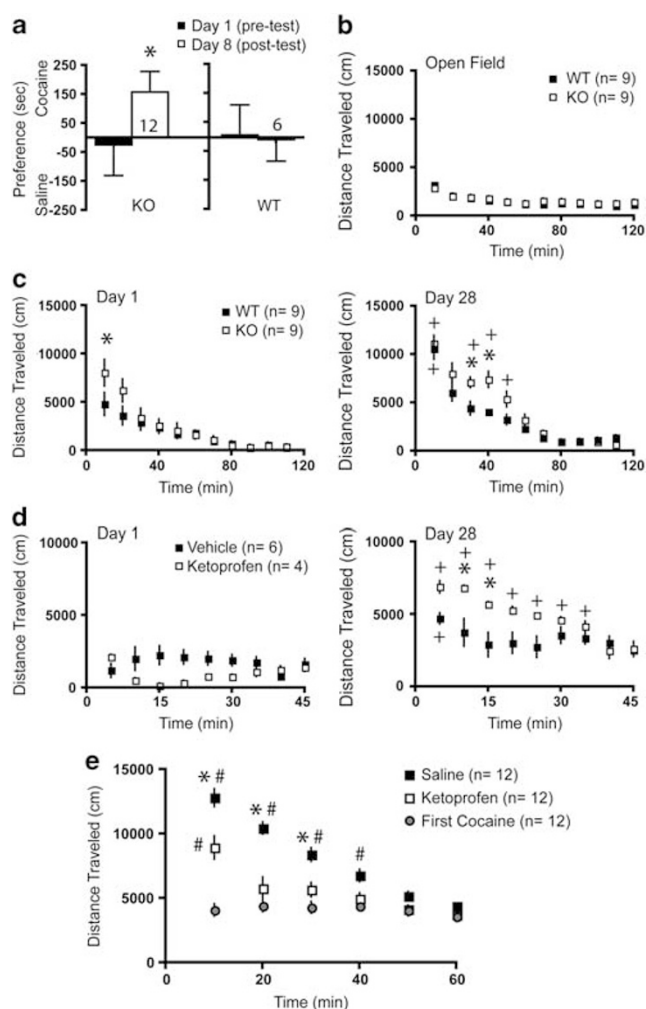 a
■ Day 1 (pre-test)
□ Day 8 (post-test)
Preference (sec)
Saline Cocaine
250
150
50
-50
-150
-250
*
12
6
KO
WT
b
Open Field
■ WT (n= 9)
□ KO (n= 9)
Distance Traveled (cm)
15000
10000
5000
0
0 40 80 120
Time (min)
c
Day 1
■ WT (n= 9)
□ KO (n= 9)
*
Distance Traveled (cm)
15000
10000
5000
0
0 40 80 120
Time (min)
Day 28
+ + + * * + +
Distance Traveled (cm)
15000
10000
5000
0
0 40 80 120
Time (min)
d
Day 1
■ Vehicle (n= 6)
□ Ketoprofen (n= 4)
Distance Traveled (cm)
10000
5000
0
0 15 30 45
Time (min)
Day 28
+ + + * * + + + + +
Distance Traveled (cm)
10000
5000
0
0 15 30 45
Time (min)
e
■ Saline (n= 12)
□ Ketoprofen (n= 12)
First Cocaine (n= 12)
* # * # * # #
#
Distance Traveled (cm)
15000
10000
5000
0
0 20 40 60
Time (min)